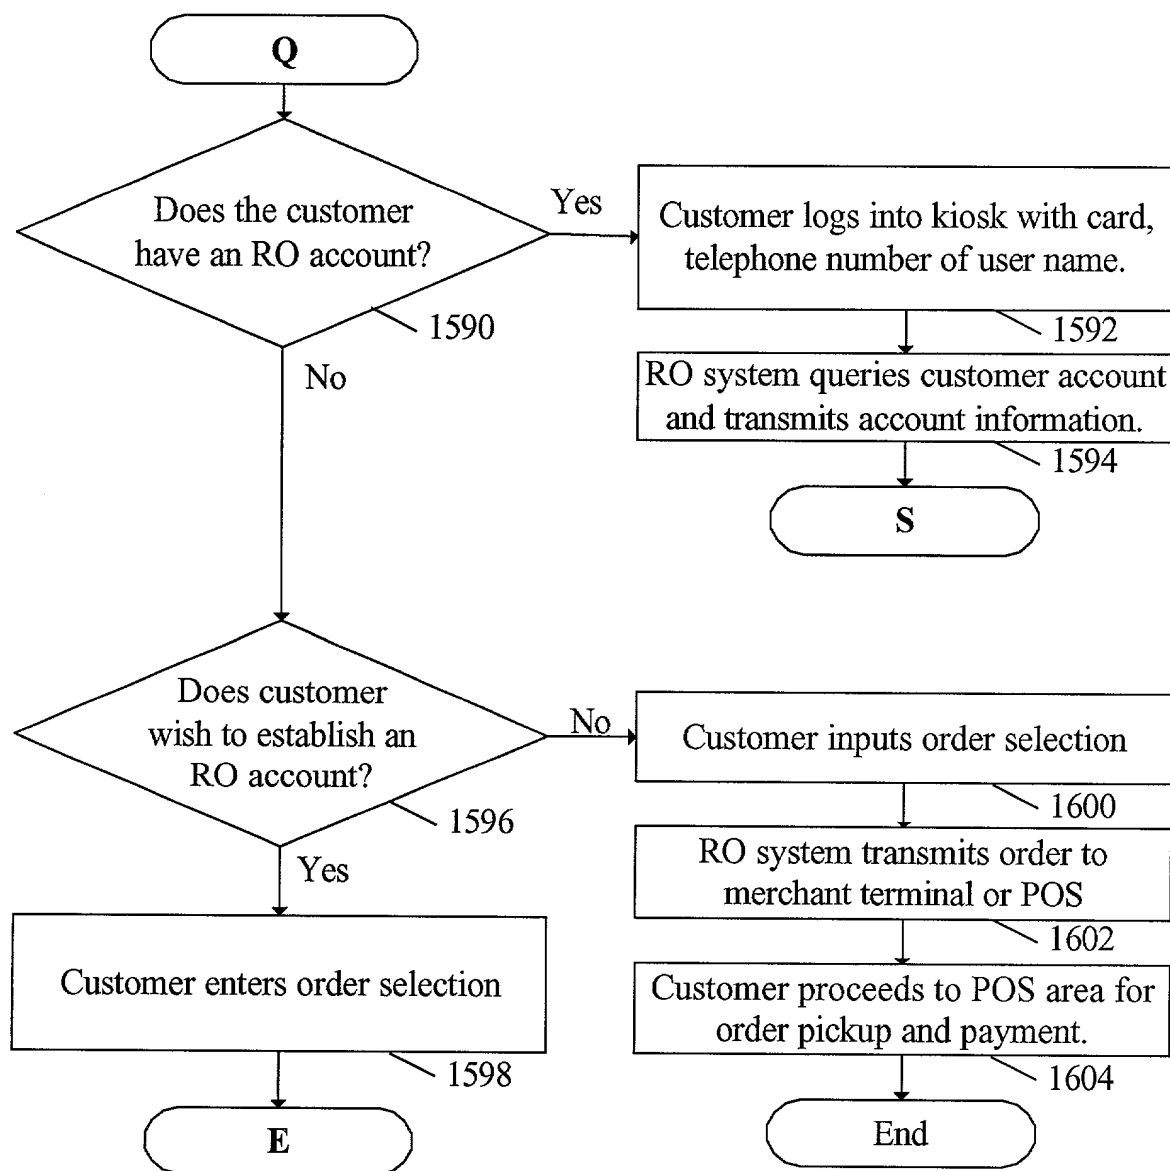 Q
Does the customer
have an RO account?
1590
Yes
Customer logs into kiosk with card,
telephone number of user name.
1592
RO system queries customer account
and transmits account information.
1594
S
No
Does customer
wish to establish an
RO account?
1596
No
Customer inputs order selection
1600
RO system transmits order to
merchant terminal or POS
1602
Customer proceeds to POS area for
order pickup and payment.
1604
End
Yes
Customer enters order selection
1598
E